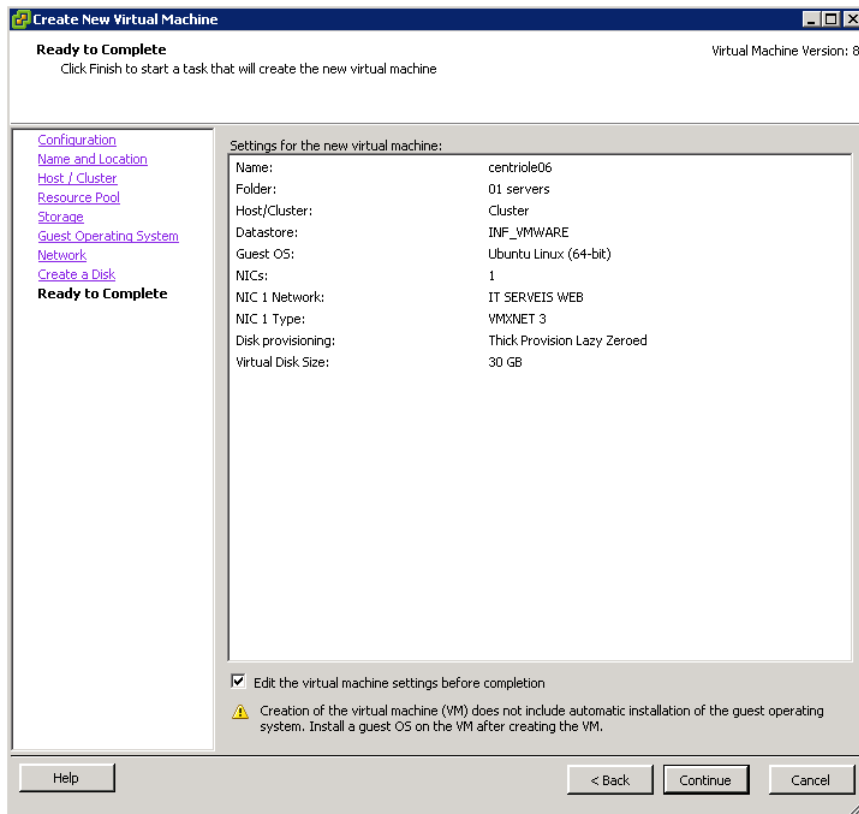 Create New Virtual Machine
Ready to Complete
Click Finish to start a task that will create the new virtual machine
Virtual Machine Version: 8
Configuration
Name and Location
Host / Cluster
Resource Pool
Storage
Guest Operating System
Network
Create a Disk
Ready to Complete
Settings for the new virtual machine:
Name: centriole06
Folder: 01 servers
Host/Cluster: Cluster
Datastore: INF_VMWARE
Guest OS: Ubuntu Linux (64-bit)
NICs: 1
NIC 1 Network: IT SERVEIS WEB
NIC 1 Type: VMXNET 3
Disk provisioning: Thick Provision Lazy Zeroed
Virtual Disk Size: 30 GB
Edit the virtual machine settings before completion
Creation of the virtual machine (VM) does not include automatic installation of the guest operating
system. Install a guest OS on the VM after creating the VM.
Help
< Back
Continue
Cancel